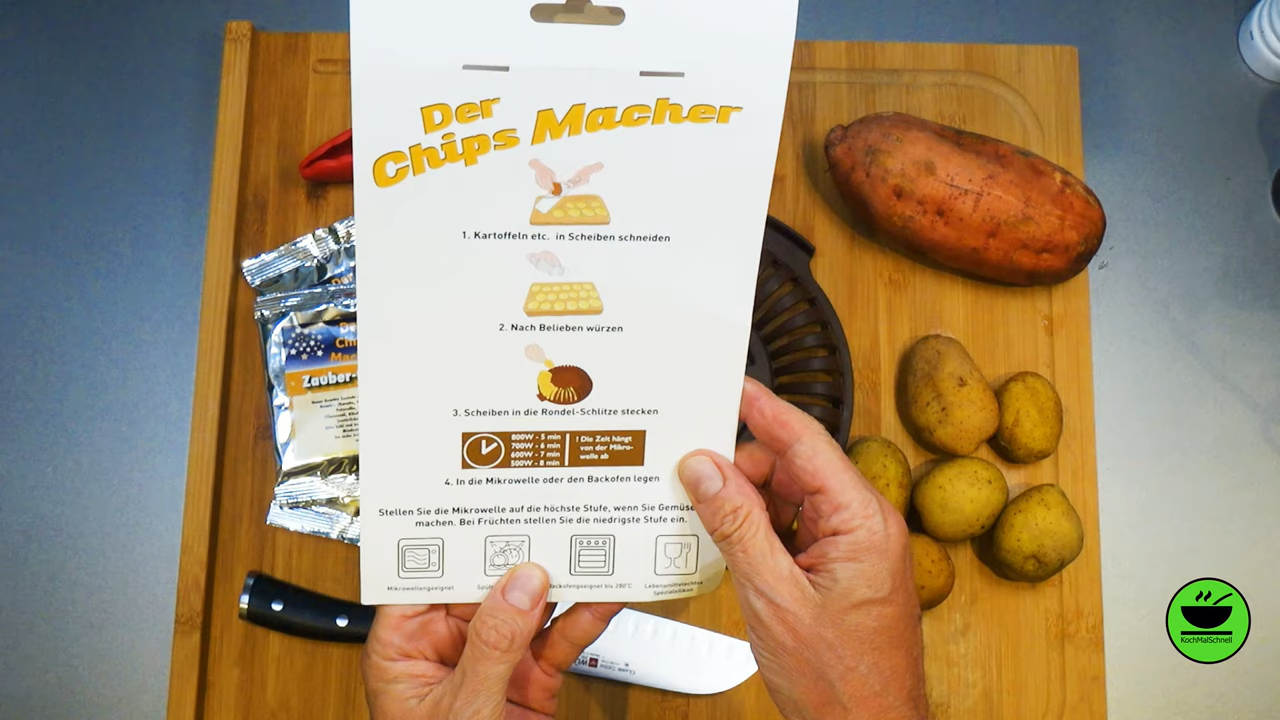 Der
Chips Macher
1. Kartoffeln etc. in Scheiben schneiden
2. Nach Belieben würzen
3. Scheiben in die Rondel-Schlitze stecken
800W - 5 min
700W - 6 min
600W - 7 min
500W - 8 min
! Die Zeit hängt
von der Mikro-
welle ab
4. In die Mikrowelle oder den Backofen legen
Stellen Sie die Mikrowelle auf die höchste Stufe, wenn Sie Gemüse
machen. Bei Früchten stellen Sie die niedrigste Stufe ein.
Mikrowellengeeignet
Backofengeeignet bis 280°C
Lebensmittelechtes
Spezialsilikon
Zauber-
KochMalSchnell